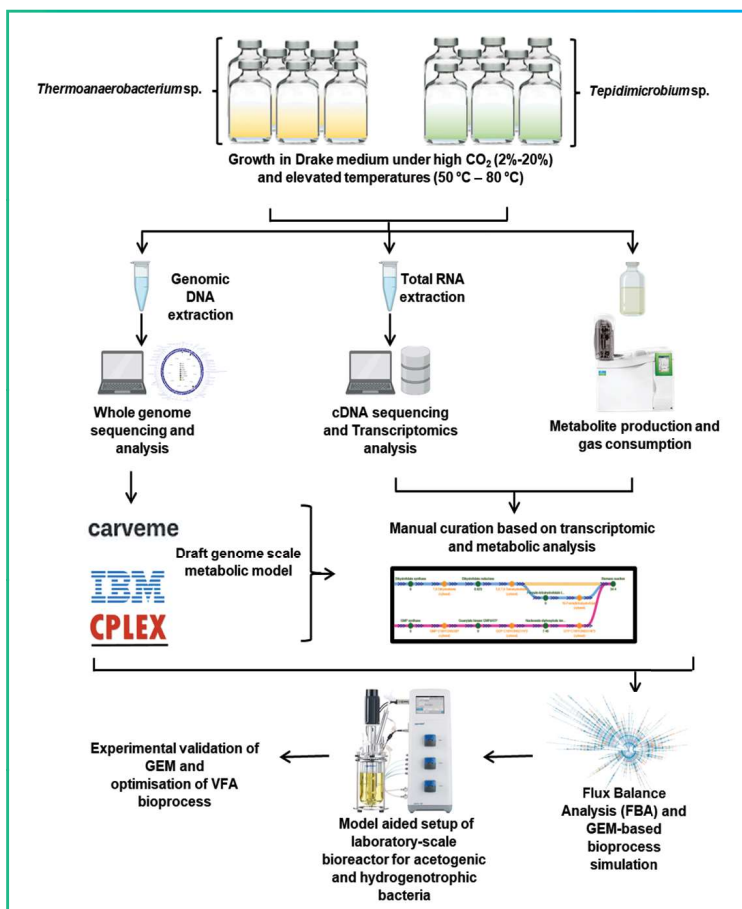 Thermoanaerobacterium sp.
Tepidimicrobium sp.
Growth in Drake medium under high CO₂ (2%-20%)
and elevated temperatures (50 ºC – 80 ºC)
Genomic
DNA
extraction
Total RNA
extraction
Whole genome
sequencing and
analysis
cDNA sequencing
and Transcriptomics
analysis
Metabolite production and
gas consumption
carveme
IBM
CPLEX
Draft genome scale
metabolic model
Manual curation based on transcriptomic
and metabolic analysis
Experimental validation of
GEM and
optimisation of VFA
bioprocess
Model aided setup of
laboratory-scale
bioreactor for acetogenic
and hydrogenotrophic
bacteria
Flux Balance
Analysis (FBA) and
GEM-based
bioprocess
simulation